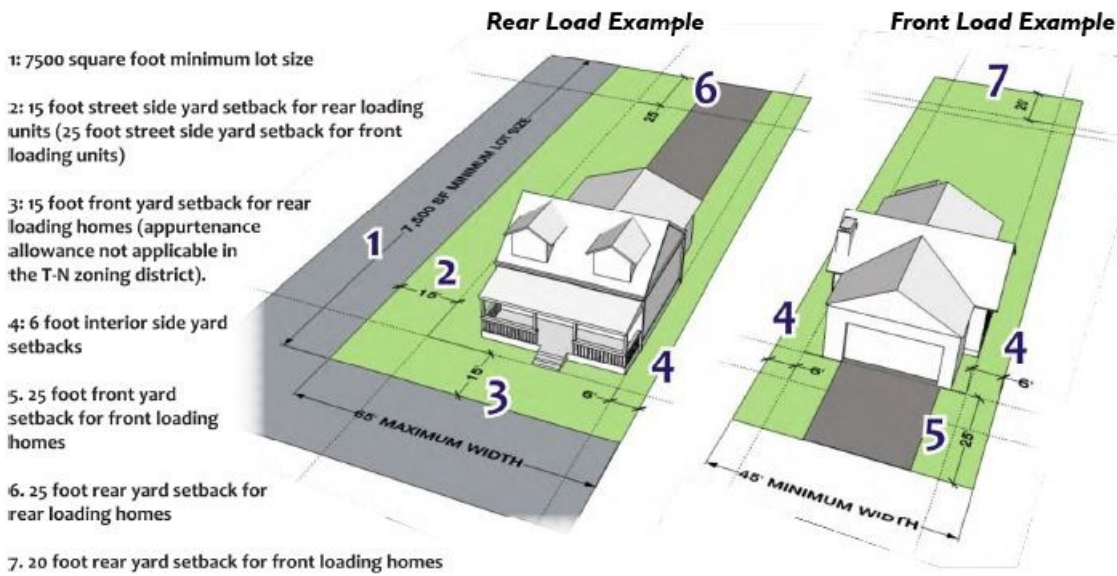 Rear Load Example
Front Load Example
1: 7500 square foot minimum lot size
2: 15 foot street side yard setback for rear loading
units (25 foot street side yard setback for front
loading units)
3: 15 foot front yard setback for rear
loading homes (appurtenance
allowance not applicable in
the T-N zoning district).
4: 6 foot interior side yard
setbacks
5. 25 foot front yard
setback for front loading
homes
6. 25 foot rear yard setback for
rear loading homes
7. 20 foot rear yard setback for front loading homes
6
25'
7,500 SF MINIMUM LOT SIZE
1
2
15'
15'
3
6'
4
65' MAXIMUM WIDTH
7
20'
4
6'
4
6'
5
25'
45' MINIMUM WIDTH